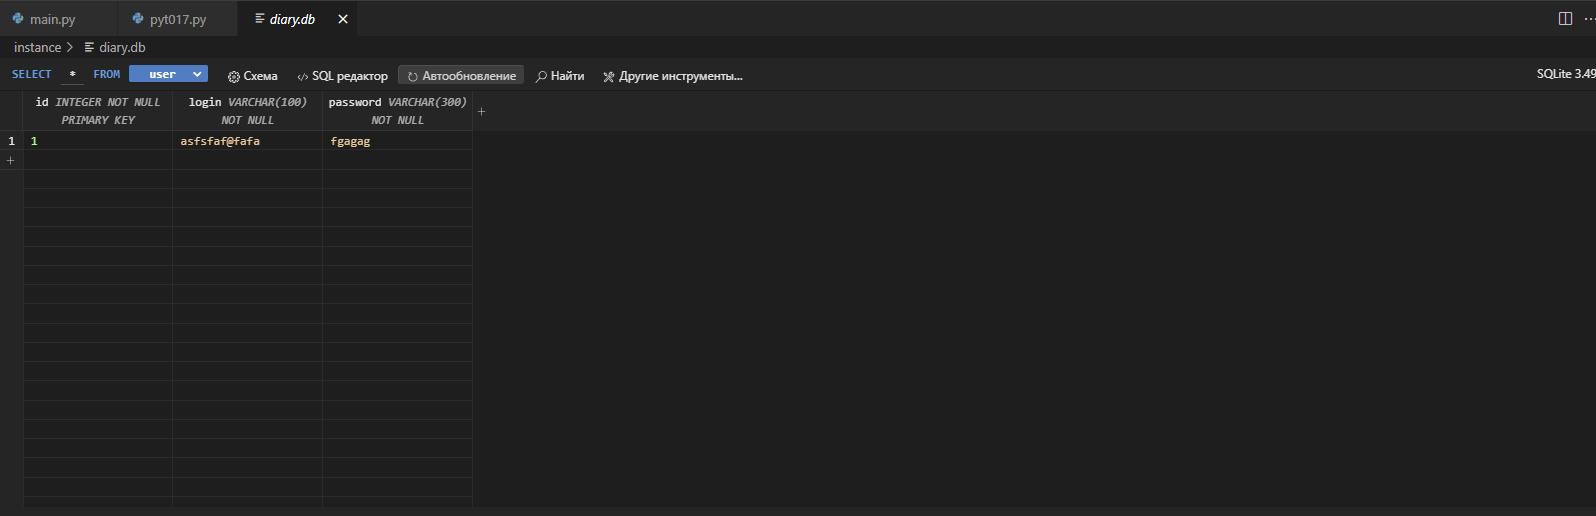 main.py pyt017.py diary.db
instance > diary.db
SELECT * FROM user Схема SQL редактор Автообновление Найти Другие инструменты... SQLite 3.49
id INTEGER NOT NULL PRIMARY KEY login VARCHAR(100) NOT NULL password VARCHAR(300) NOT NULL +
1 1 asfsfaf@fafa fgagag
+